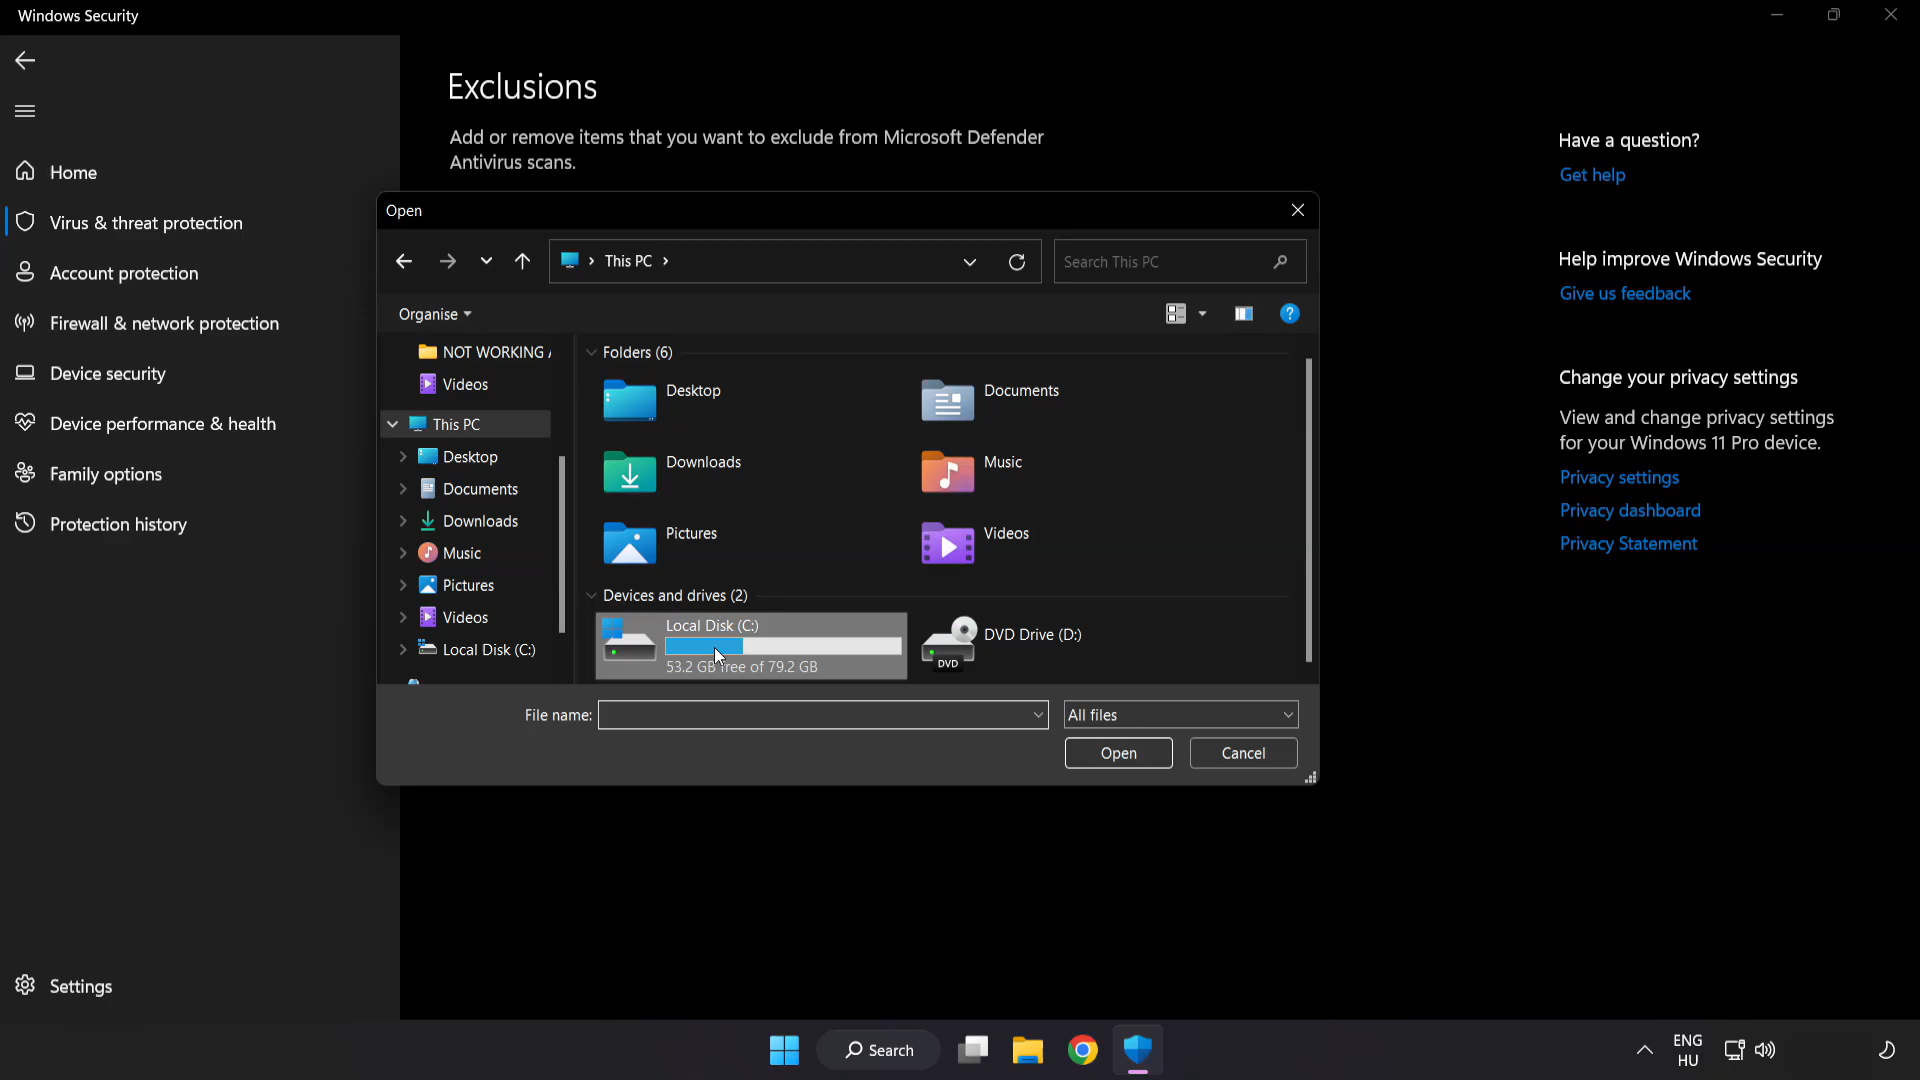 Windows Security
Home
Virus & threat protection
Account protection
Firewall & network protection
Device security
Device performance & health
Family options
Protection history
Settings
Exclusions
Add or remove items that you want to exclude from Microsoft Defender
Antivirus scans.
Open
This PC
Search This PC
Organise
NOT WORKING
Videos
This PC
Desktop
Documents
Downloads
Music
Pictures
Videos
Local Disk (C:)
Folders (6)
Desktop
Documents
Downloads
Music
Pictures
Videos
Devices and drives (2)
Local Disk (C:)
53.2 GB free of 79.2 GB
DVD
DVD Drive (D:)
File name:
All files
Open
Cancel
Have a question?
Get help
Help improve Windows Security
Give us feedback
Change your privacy settings
View and change privacy settings
for your Windows 11 Pro device.
Privacy settings
Privacy dashboard
Privacy Statement
Search
ENG
HU